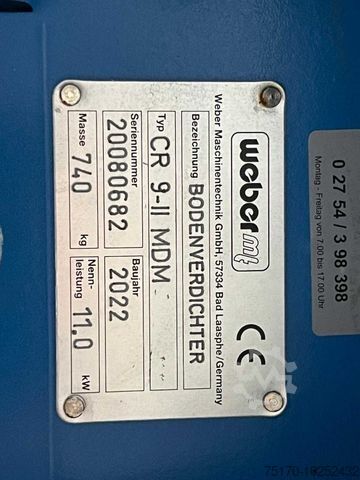 weber mt
CE
Weber Maschinentechnik GmbH, 57334 Bad Laasphe/Germany
Bezeichnung BODENVERDICHTER
Typ CR 9-II MDM
Seriennummer Baujahr
20080682 2022
Masse 740 kg Nenn-leistung 11,0 kW
0 27 54 / 3 98 398
Montag - Freitag von 7.00 bis 17.00 Uhr
75170-18252432